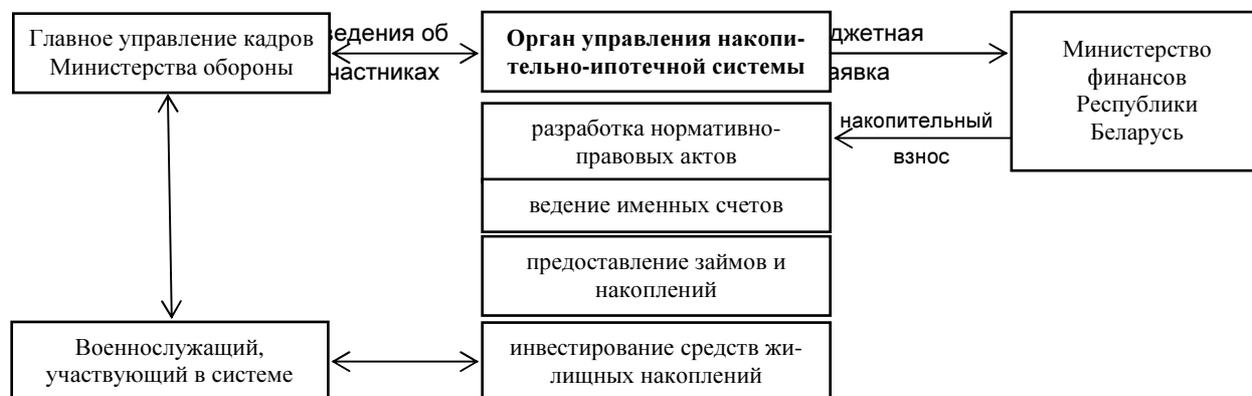 Главное управление кадров
Министерства обороны
ведения об
частниках
Орган управления накопи-
тельно-ипотечной системы
джетная
аявка
Министерство
финансов
Республики
Беларусь
разработка нормативно-
правовых актов
накопительный
взнос
ведение именных счетов
предоставление займов и
накоплений
Военнослужащий,
участвующий в системе
инвестирование средств жи-
лищных накоплений